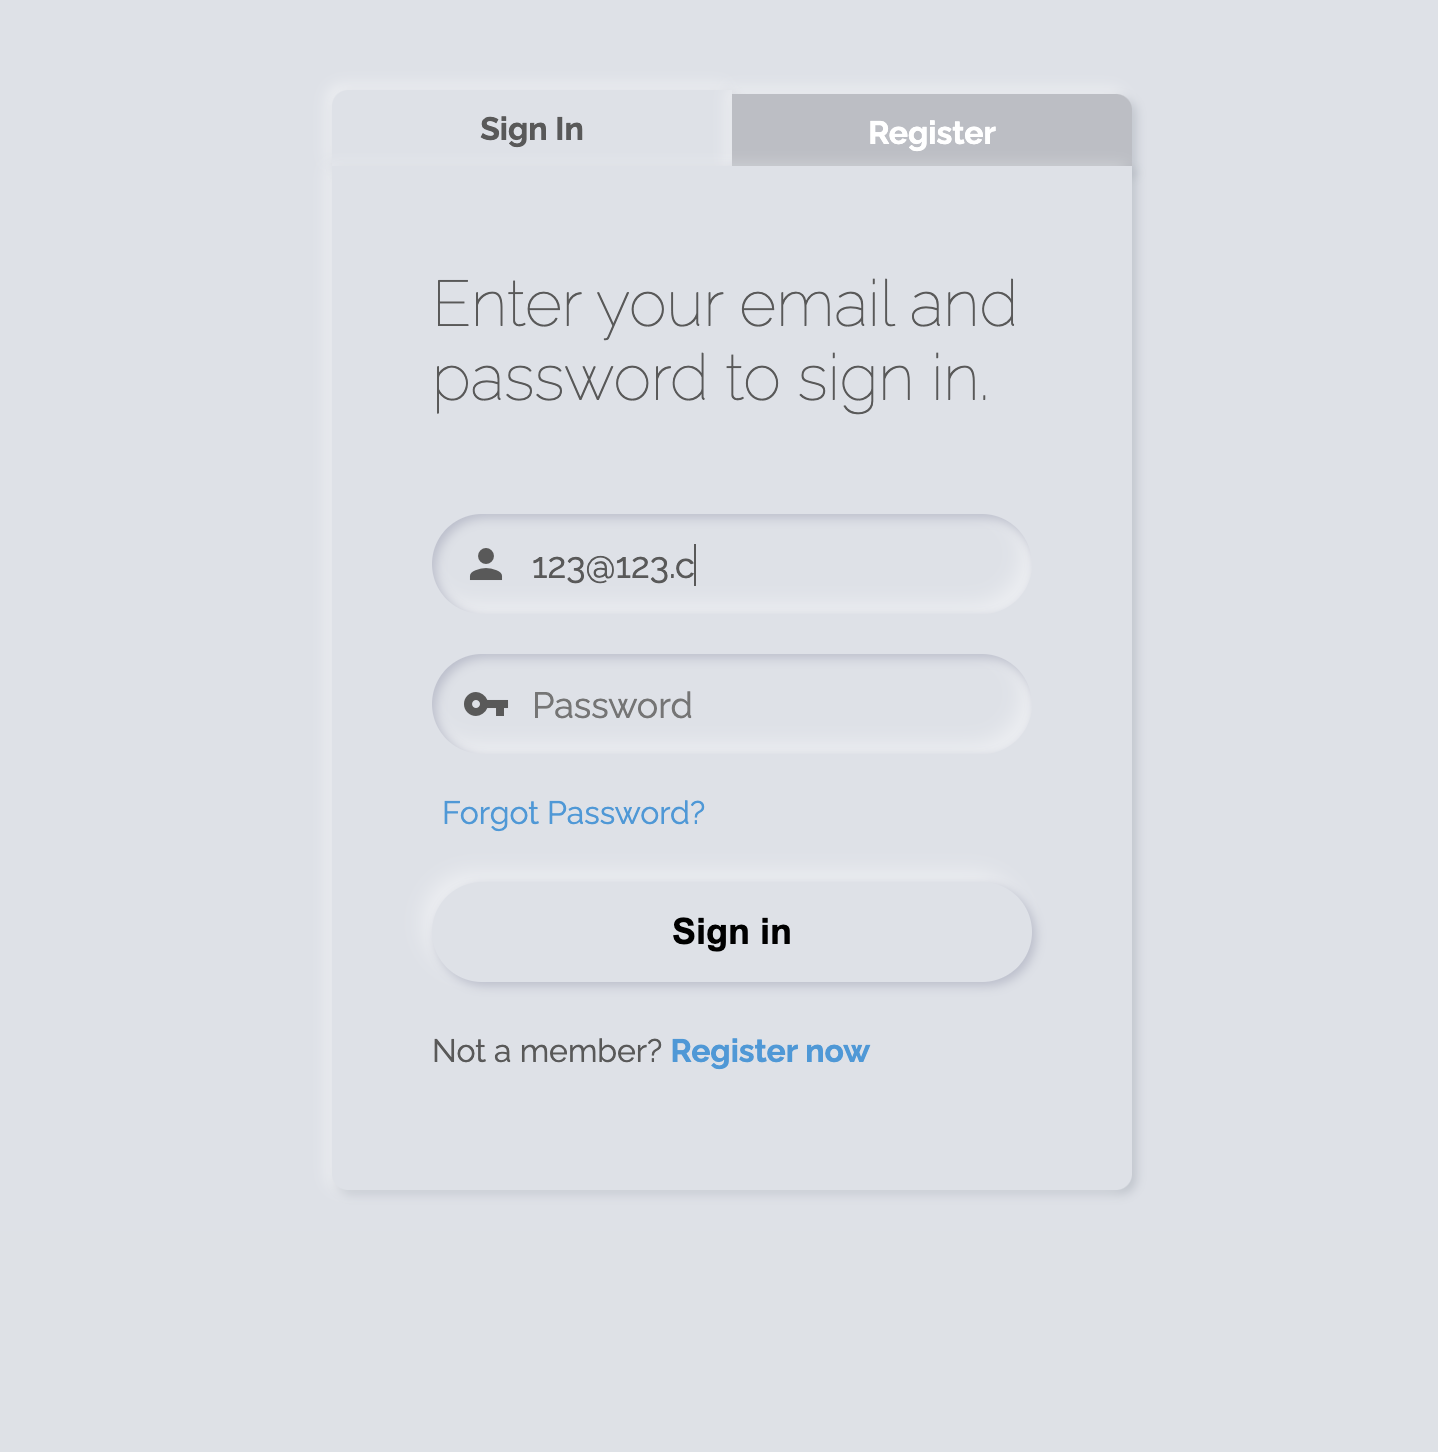 Sign In
Register
Enter your email and
password to sign in.
123@123.c
Password
Forgot Password?
Sign in
Not a member? Register now